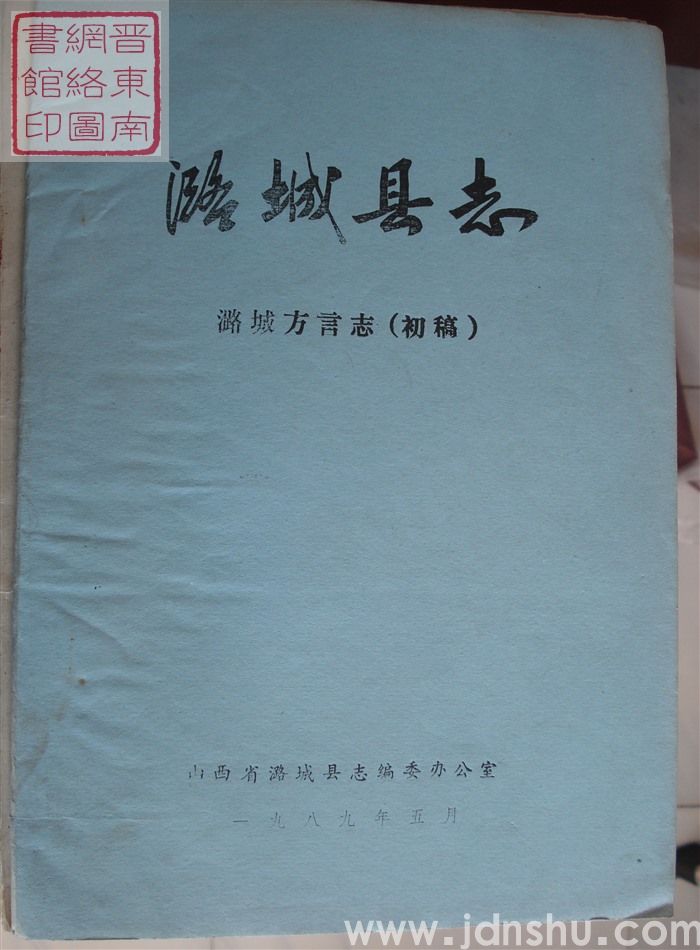 晋東南
網絡圖
書館印
潞城县志
潞城方言志(初稿)
山西省潞城县志编委办公室
一九八九年五月
www.jdnshu.com